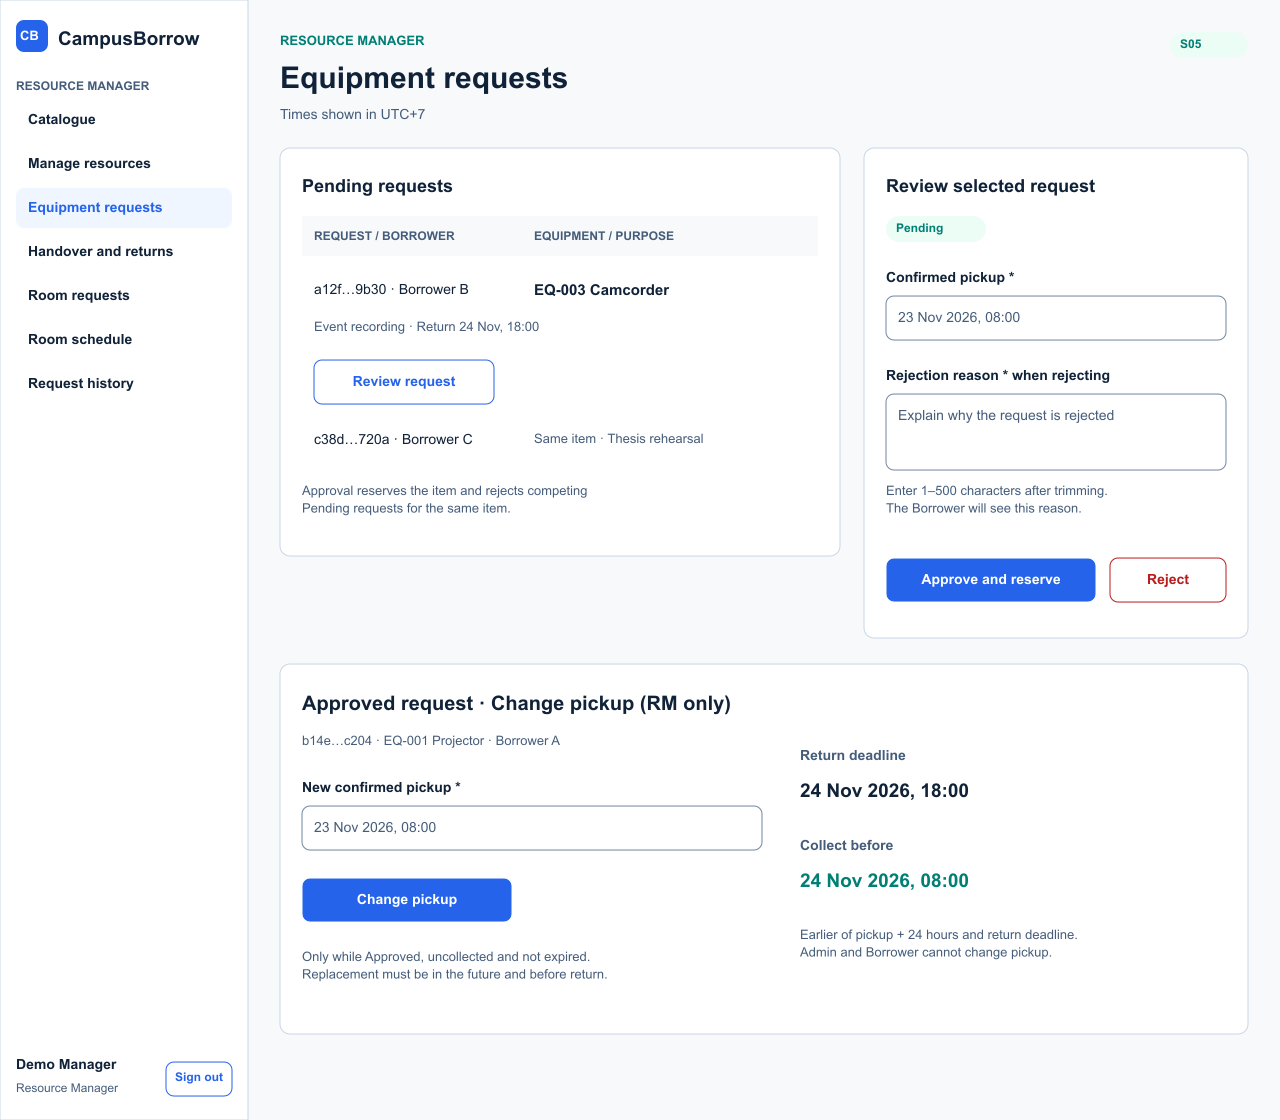 CB CampusBorrow
RESOURCE MANAGER
Catalogue
Manage resources
Equipment requests
Handover and returns
Room requests
Room schedule
Request history
Demo Manager
Resource Manager
Sign out
RESOURCE MANAGER
S05
Equipment requests
Times shown in UTC+7
Pending requests
REQUEST / BORROWER EQUIPMENT / PURPOSE
a12f…9b30 · Borrower B EQ-003 Camcorder
Event recording · Return 24 Nov, 18:00
Review request
c38d…720a · Borrower C Same item · Thesis rehearsal
Approval reserves the item and rejects competing
Pending requests for the same item.
Review selected request
Pending
Confirmed pickup *
23 Nov 2026, 08:00
Rejection reason * when rejecting
Explain why the request is rejected
Enter 1–500 characters after trimming.
The Borrower will see this reason.
Approve and reserve Reject
Approved request · Change pickup (RM only)
b14e…c204 · EQ-001 Projector · Borrower A
New confirmed pickup *
23 Nov 2026, 08:00
Change pickup
Only while Approved, uncollected and not expired.
Replacement must be in the future and before return.
Return deadline
24 Nov 2026, 18:00
Collect before
24 Nov 2026, 08:00
Earlier of pickup + 24 hours and return deadline.
Admin and Borrower cannot change pickup.